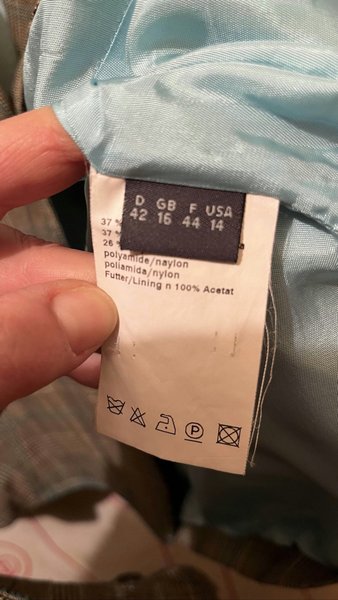 D GB F USA
42 16 44 14
37 %
37 %
26 %
polyamide/naylon
poliamida/nylon
Futter/Lining n 100% Acetat
P